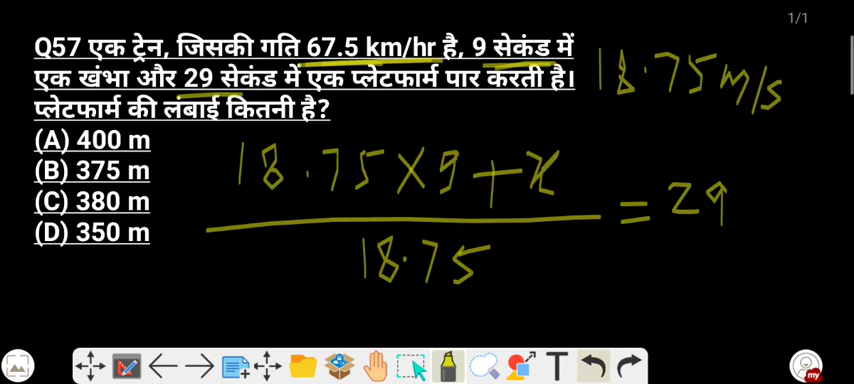 1/1
Q57 एक ट्रेन, जिसकी गति 67.5 km/hr है, 9 सेकंड में
एक खंभा और 29 सेकंड में एक प्लेटफार्म पार करती है।
प्लेटफार्म की लंबाई कितनी है?
18.75 m/s
(A) 400 m
(B) 375 m
(C) 380 m
(D) 350 m
18.75 × 9 + x
= 29
18.75
T
my